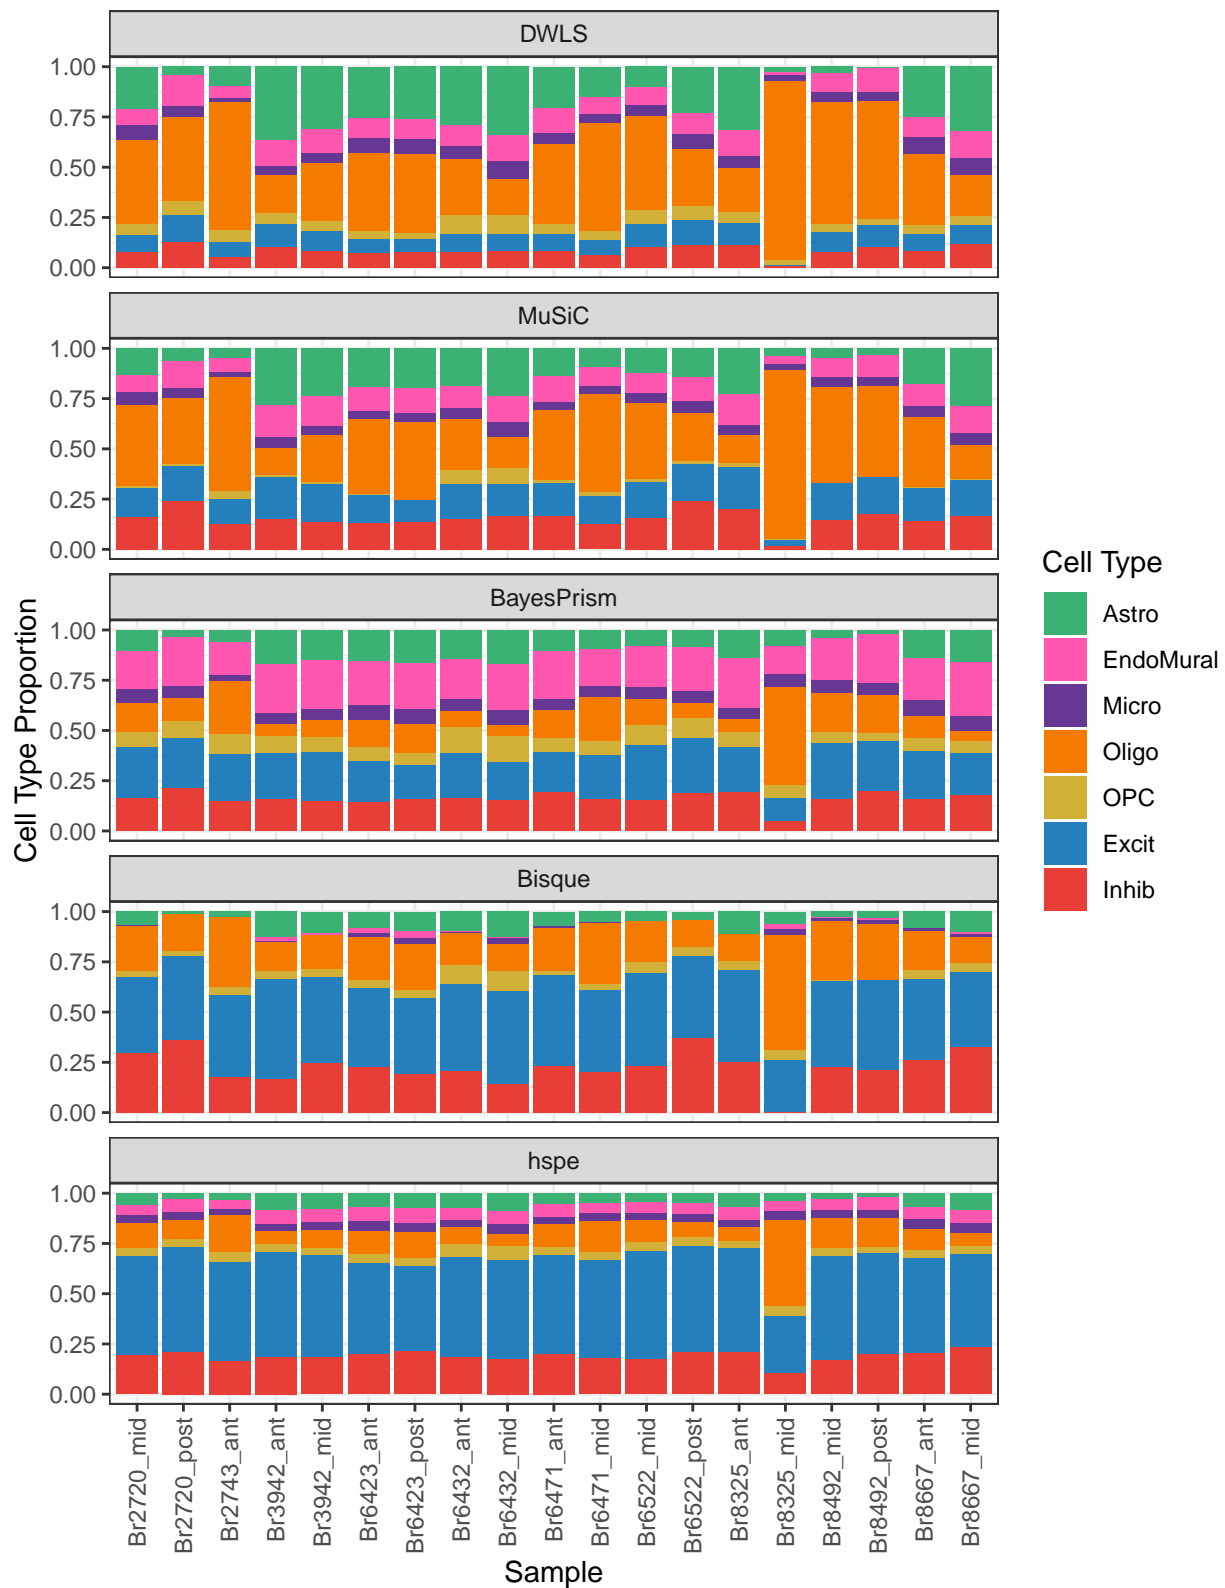 DWLS
1.00
0.75
0.50
0.25
0.00
MuSiC
1.00
0.75
0.50
0.25
0.00
BayesPrism
1.00
0.75
0.50
0.25
0.00
Bisque
1.00
0.75
0.50
0.25
0.00
hspe
1.00
0.75
0.50
0.25
0.00
Cell Type Proportion
Br2720_mid
Br2720_post
Br2743_ant
Br3942_ant
Br3942_mid
Br6423_ant
Br6423_post
Br6432_ant
Br6432_mid
Br6471_ant
Br6471_mid
Br6522_mid
Br6522_post
Br8325_ant
Br8325_mid
Br8492_mid
Br8492_post
Br8667_ant
Br8667_mid
Sample
Cell Type
Astro
EndoMural
Micro
Oligo
OPC
Excit
Inhib